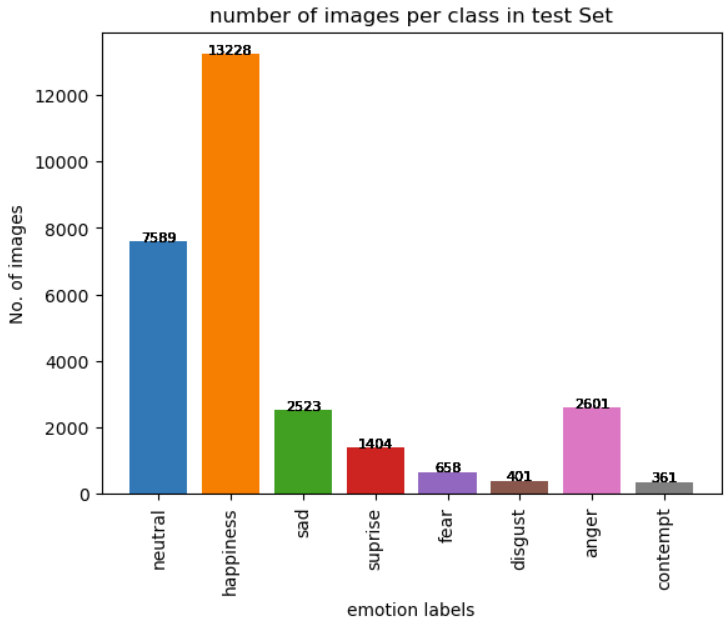 number of images per class in test Set
No. of images
12000
10000
8000
6000
4000
2000
0
7589
13228
2523
1404
658
401
2601
361
neutral
happiness
sad
suprise
fear
disgust
anger
contempt
emotion labels